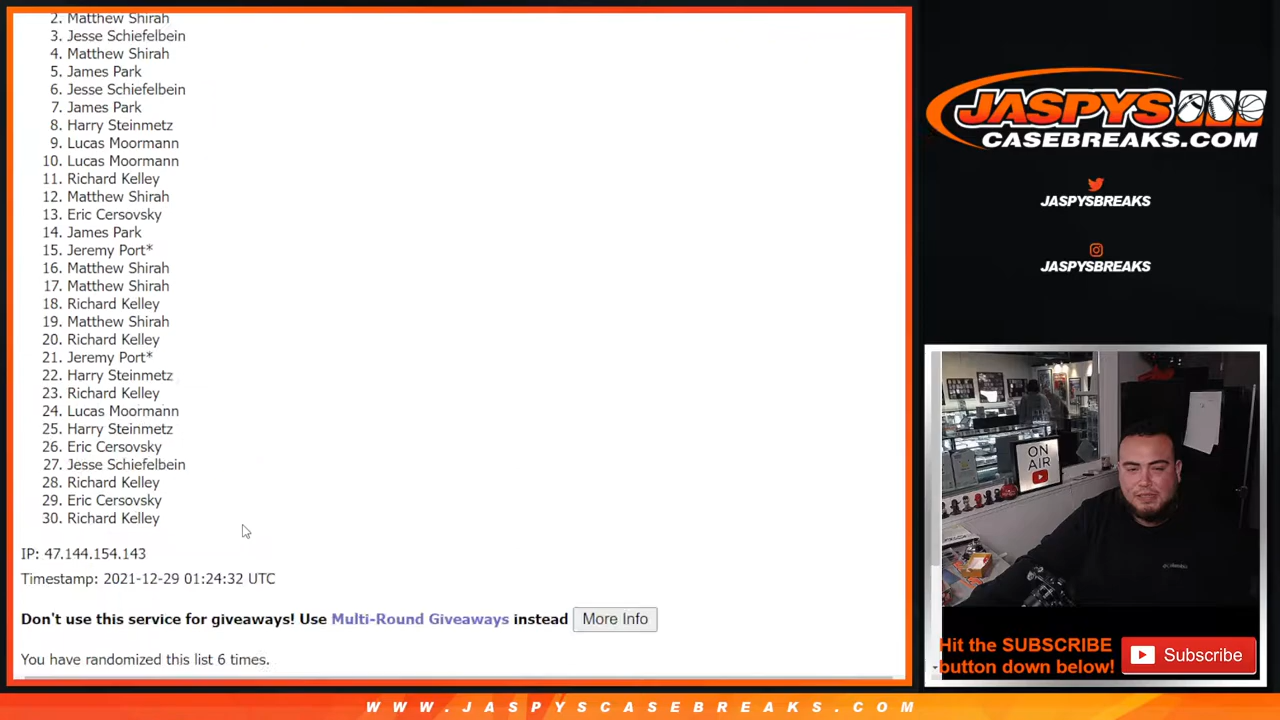 2. Matthew Shirah
3. Jesse Schiefelbein
4. Matthew Shirah
5. James Park
6. Jesse Schiefelbein
7. James Park
8. Harry Steinmetz
9. Lucas Moormann
10. Lucas Moormann
11. Richard Kelley
12. Matthew Shirah
13. Eric Cersovsky
14. James Park
15. Jeremy Port*
16. Matthew Shirah
17. Matthew Shirah
18. Richard Kelley
19. Matthew Shirah
20. Richard Kelley
21. Jeremy Port*
22. Harry Steinmetz
23. Richard Kelley
24. Lucas Moormann
25. Harry Steinmetz
26. Eric Cersovsky
27. Jesse Schiefelbein
28. Richard Kelley
29. Eric Cersovsky
30. Richard Kelley
IP: 47.144.154.143
Timestamp: 2021-12-29 01:24:32 UTC
Don't use this service for giveaways! Use Multi-Round Giveaways instead More Info
You have randomized this list 6 times.
JASPYS
CASEBREAKS.COM
JASPYSBREAKS
JASPYSBREAKS
ON
AIR
Hit the SUBSCRIBE
button down below!
Subscribe
WWW.JASPYSCASEBREAKS.COM